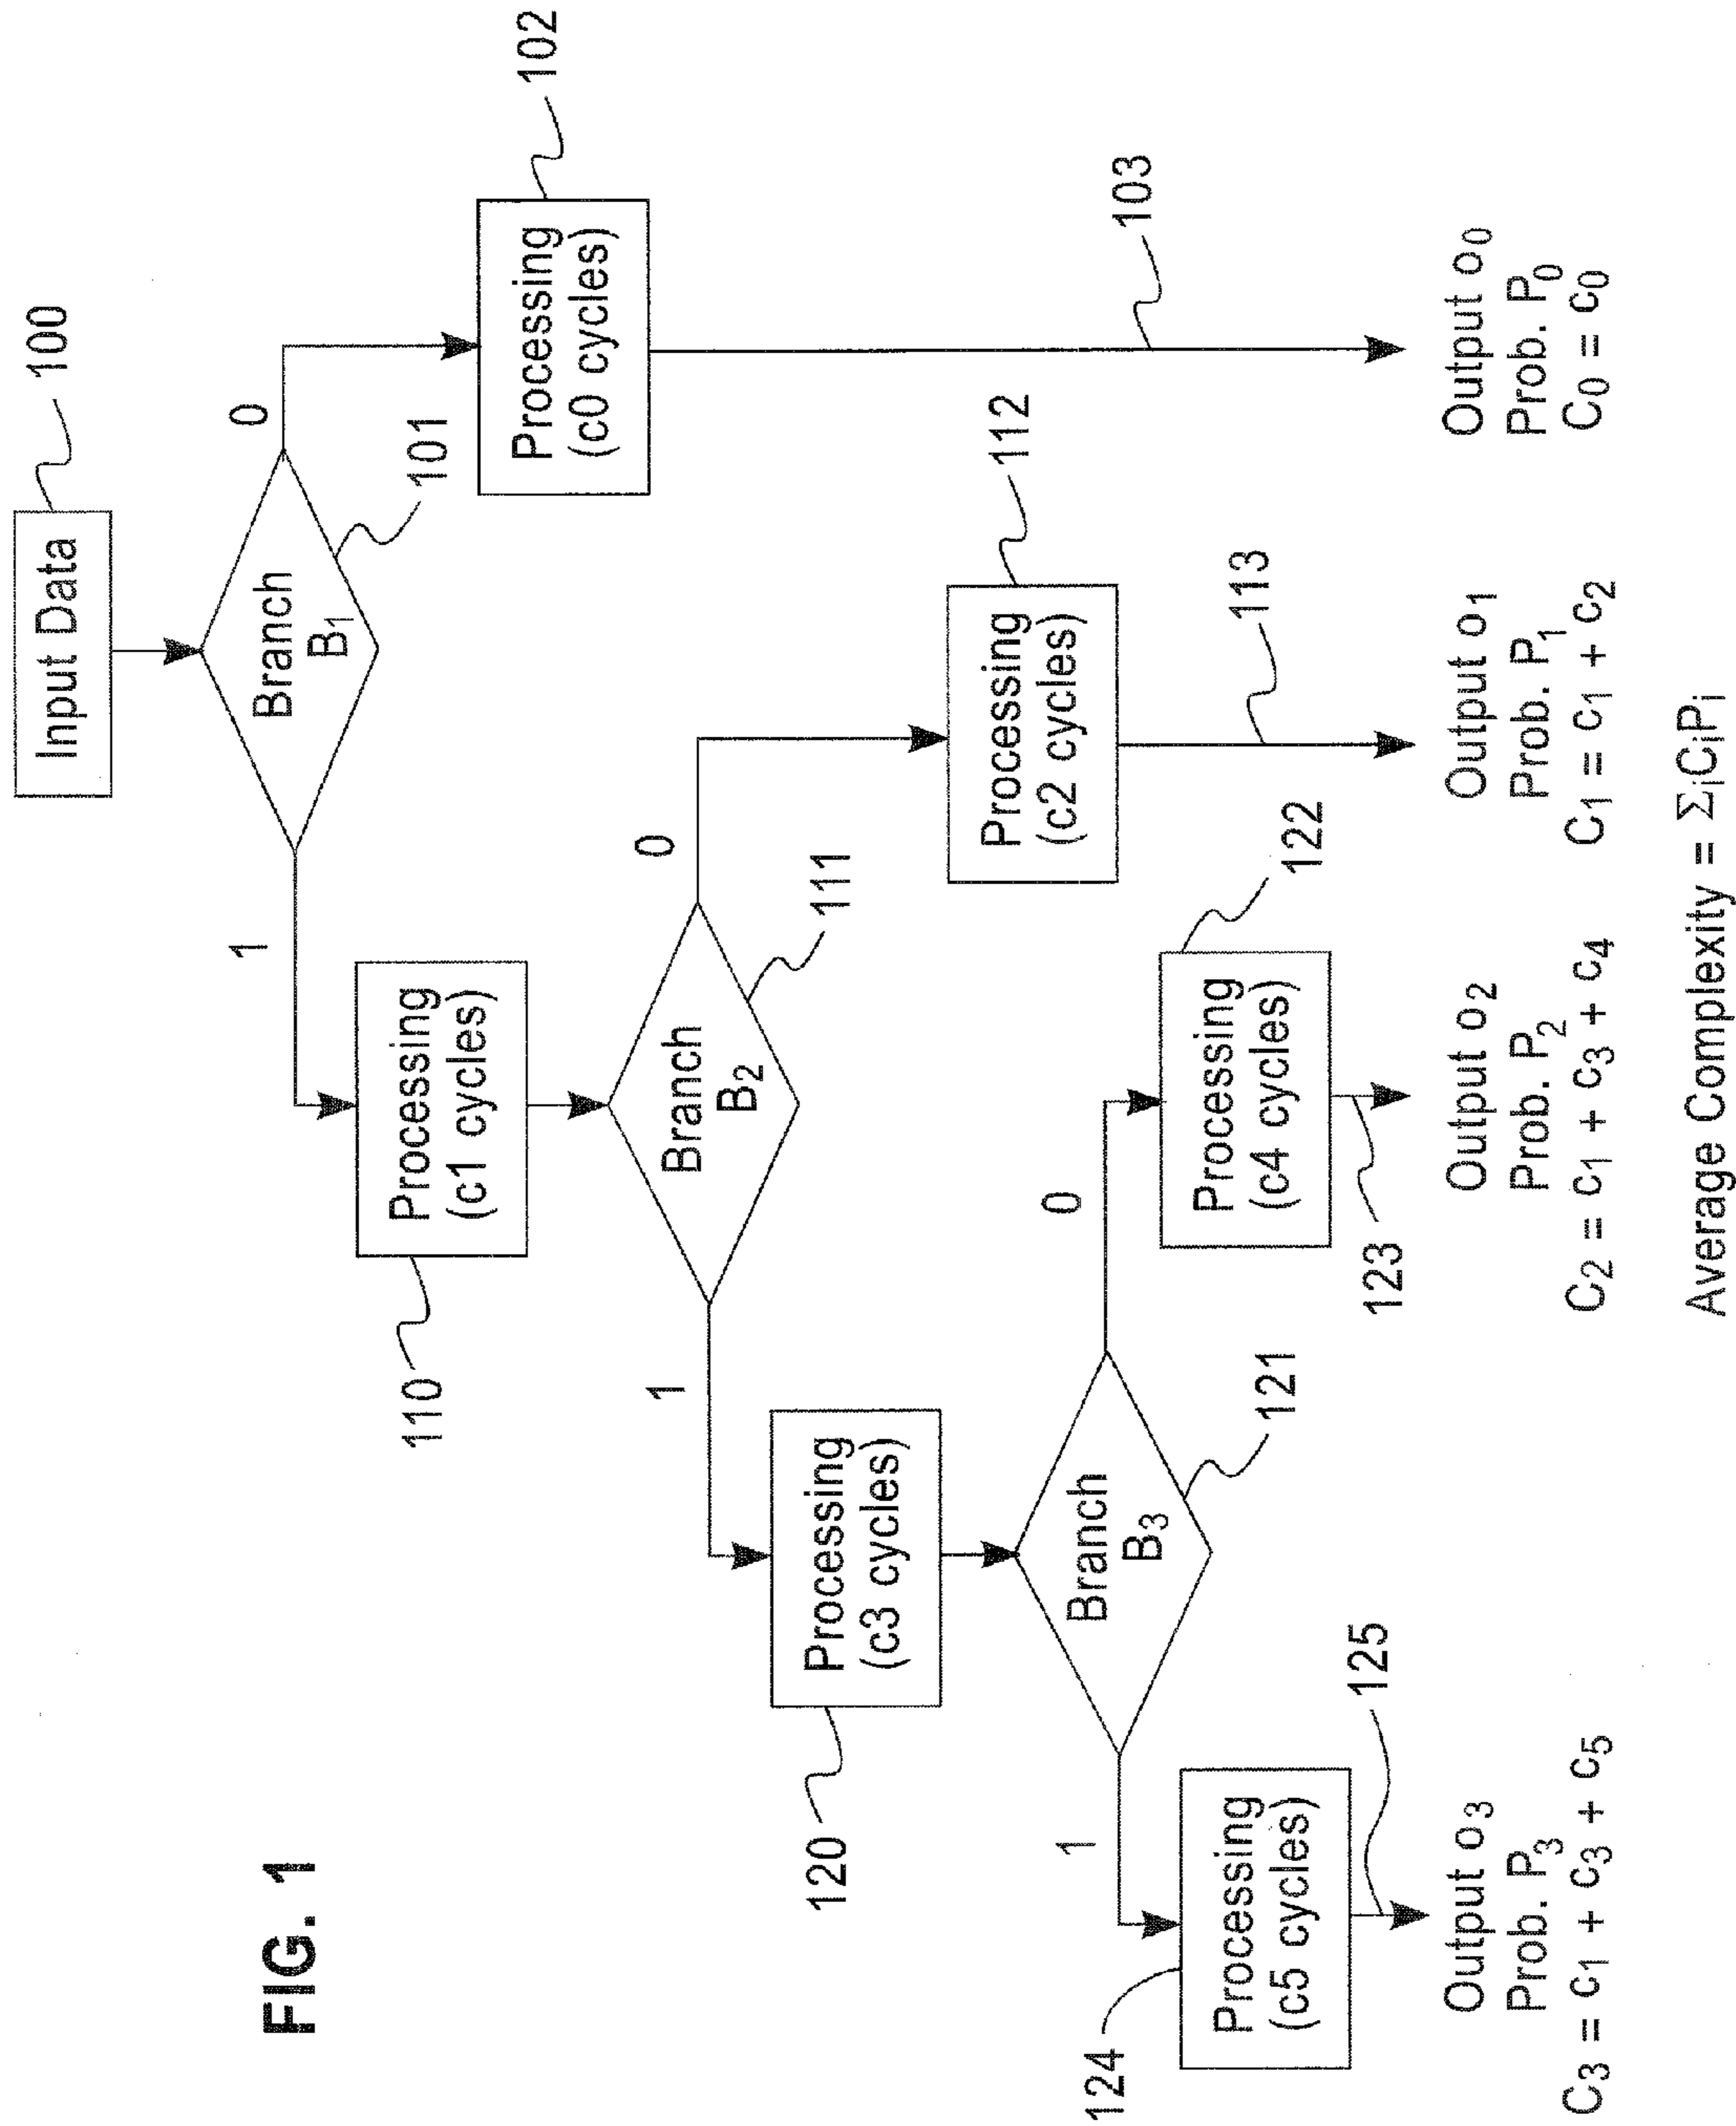 FIG. 1
Input Data
100
Branch
B₁
101
0
1
Processing
(c0 cycles)
102
103
Processing
(c1 cycles)
110
Branch
B₂
111
0
1
Processing
(c2 cycles)
112
113
Processing
(c3 cycles)
120
Branch
B₃
121
0
1
Processing
(c4 cycles)
122
123
Processing
(c5 cycles)
124
125
Output o₃
Prob. P₃
C₃ = c₁ + c₃ + c₅
Output o₂
Prob. P₂
C₂ = c₁ + c₃ + c₄
Output o₁
Prob. P₁
C₁ = c₁ + c₂
Output o₀
Prob. P₀
C₀ = c₀
Average Complexity = ΣᵢCᵢPᵢ